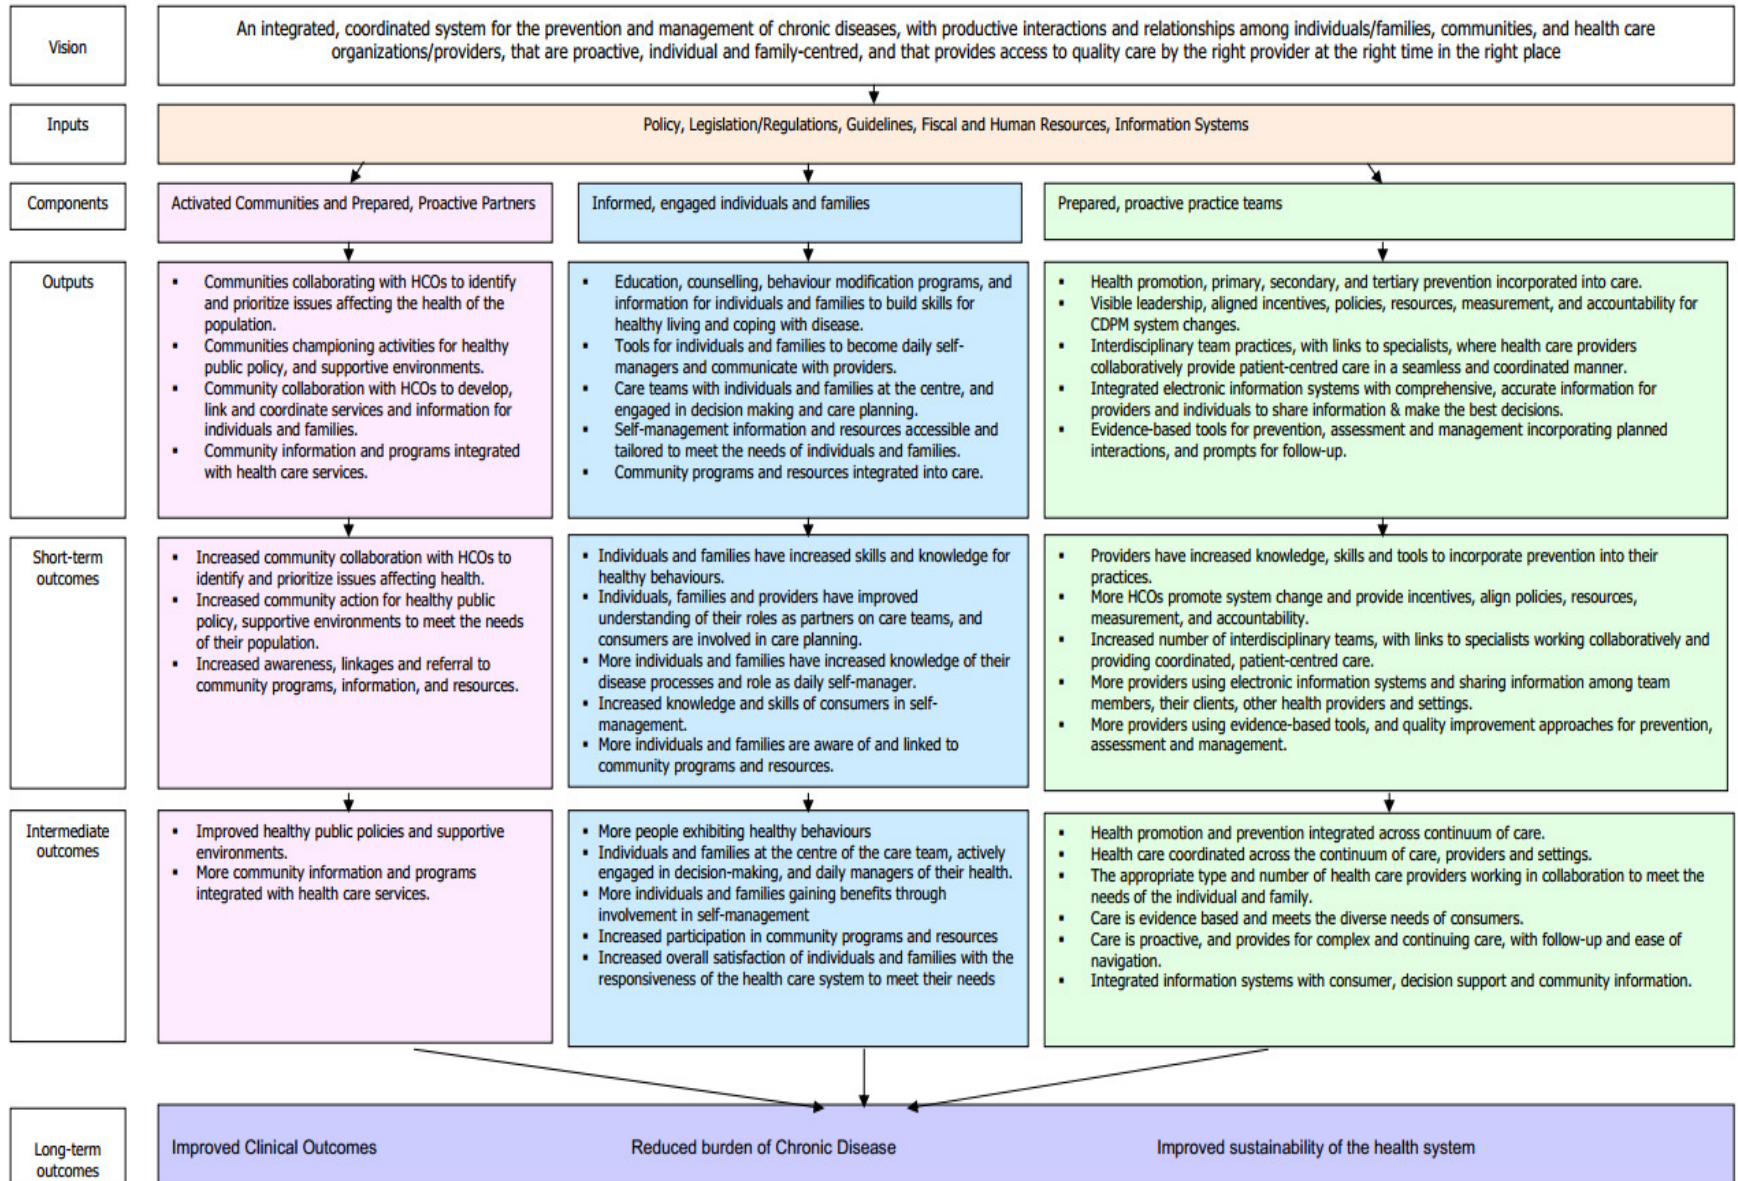 Vision
An integrated, coordinated system for the prevention and management of chronic diseases, with productive interactions and relationships among individuals/families, communities, and health care
organizations/providers, that are proactive, individual and family-centred, and that provides access to quality care by the right provider at the right time in the right place
Inputs
Policy, Legislation/Regulations, Guidelines, Fiscal and Human Resources, Information Systems
Components
Activated Communities and Prepared, Proactive Partners
Informed, engaged individuals and families
Prepared, proactive practice teams
Outputs
▪ Communities collaborating with HCOs to identify
and prioritize issues affecting the health of the
population.
▪ Communities championing activities for healthy
public policy, and supportive environments.
▪ Community collaboration with HCOs to develop,
link and coordinate services and information for
individuals and families.
▪ Community information and programs integrated
with health care services.
▪ Education, counselling, behaviour modification programs, and
information for individuals and families to build skills for
healthy living and coping with disease.
▪ Tools for individuals and families to become daily self-
managers and communicate with providers.
▪ Care teams with individuals and families at the centre, and
engaged in decision making and care planning.
▪ Self-management information and resources accessible and
tailored to meet the needs of individuals and families.
▪ Community programs and resources integrated into care.
▪ Health promotion, primary, secondary, and tertiary prevention incorporated into care.
▪ Visible leadership, aligned incentives, policies, resources, measurement, and accountability for
CDPM system changes.
▪ Interdisciplinary team practices, with links to specialists, where health care providers
collaboratively provide patient-centred care in a seamless and coordinated manner.
▪ Integrated electronic information systems with comprehensive, accurate information for
providers and individuals to share information & make the best decisions.
▪ Evidence-based tools for prevention, assessment and management incorporating planned
interactions, and prompts for follow-up.
Short-term
outcomes
▪ Increased community collaboration with HCOs to
identify and prioritize issues affecting health.
▪ Increased community action for healthy public
policy, supportive environments to meet the needs
of their population.
▪ Increased awareness, linkages and referral to
community programs, information, and resources.
▪ Individuals and families have increased skills and knowledge for
healthy behaviours.
▪ Individuals, families and providers have improved
understanding of their roles as partners on care teams, and
consumers are involved in care planning.
▪ More individuals and families have increased knowledge of their
disease processes and role as daily self-manager.
▪ Increased knowledge and skills of consumers in self-
management.
▪ More individuals and families are aware of and linked to
community programs and resources.
▪ Providers have increased knowledge, skills and tools to incorporate prevention into their
practices.
▪ More HCOs promote system change and provide incentives, align policies, resources,
measurement, and accountability.
▪ Increased number of interdisciplinary teams, with links to specialists working collaboratively and
providing coordinated, patient-centred care.
▪ More providers using electronic information systems and sharing information among team
members, their clients, other health providers and settings.
▪ More providers using evidence-based tools, and quality improvement approaches for prevention,
assessment and management.
Intermediate
outcomes
▪ Improved healthy public policies and supportive
environments.
▪ More community information and programs
integrated with health care services.
▪ More people exhibiting healthy behaviours
▪ Individuals and families at the centre of the care team, actively
engaged in decision-making, and daily managers of their health.
▪ More individuals and families gaining benefits through
involvement in self-management
▪ Increased participation in community programs and resources
▪ Increased overall satisfaction of individuals and families with the
responsiveness of the health care system to meet their needs
▪ Health promotion and prevention integrated across continuum of care.
▪ Health care coordinated across the continuum of care, providers and settings.
▪ The appropriate type and number of health care providers working in collaboration to meet the
needs of the individual and family.
▪ Care is evidence based and meets the diverse needs of consumers.
▪ Care is proactive, and provides for complex and continuing care, with follow-up and ease of
navigation.
▪ Integrated information systems with consumer, decision support and community information.
Long-term
outcomes
Improved Clinical Outcomes
Reduced burden of Chronic Disease
Improved sustainability of the health system